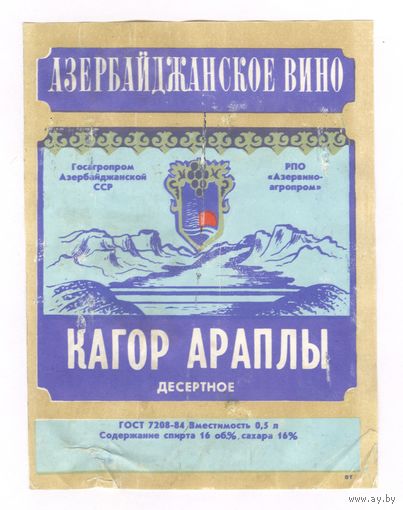 АЗЕРБАЙДЖАНСКОЕ ВИНО
Госагропром
Азербайджанской
ССР
РПО
«Азервино-
агропром»
КАГОР АРАПЛЫ
ДЕСЕРТНОЕ
ГОСТ 7208-84, Вместимость 0,5 л
Содержание спирта 16 об%, сахара 16%
www.ay.by